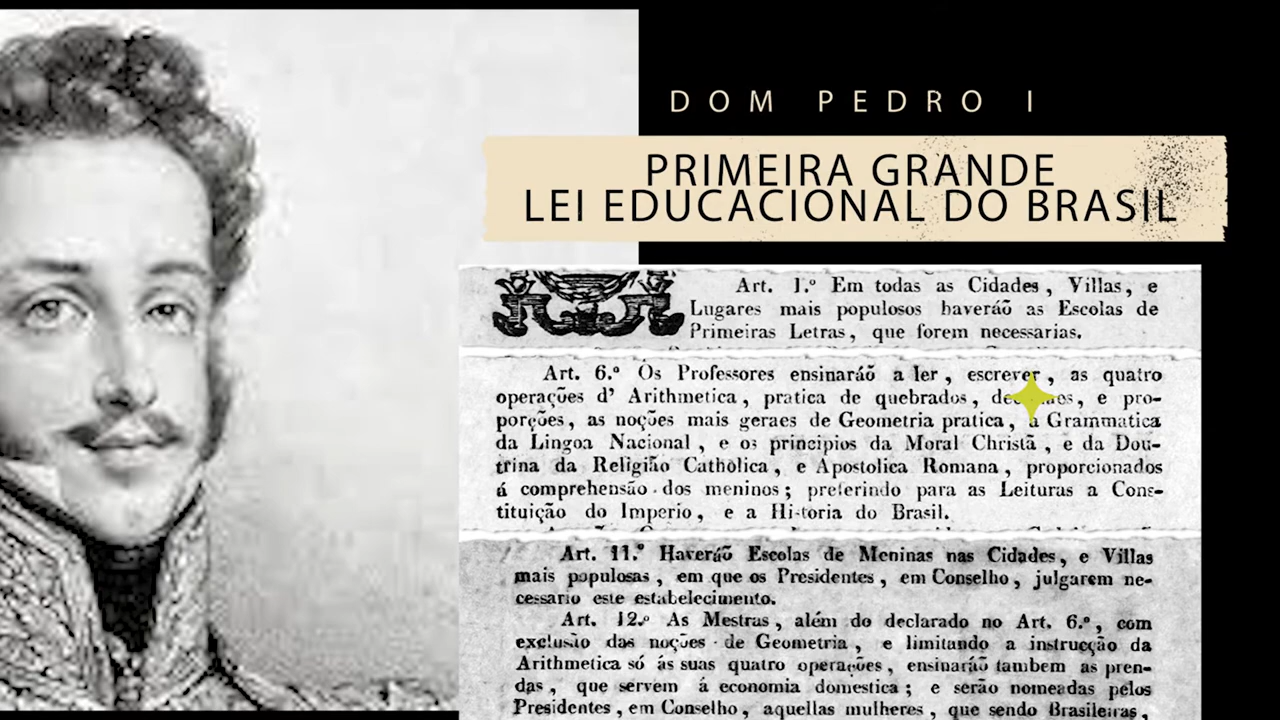 DOM PEDRO I
PRIMEIRA GRANDE
LEI EDUCACIONAL DO BRASIL
Art. 1.º Em todas as Cidades, Villas, e
Lugares mais populosos haveráõ as Escolas de
Primeiras Letras, que forem necessarias.
Art. 6.º Os Professores ensinaráõ a ler, escrever, as quatro
operações d' Arithmetica, pratica de quebrados, e pro-
porções, as noções mais geraes de Geometria pratica, a Grammatica
da Lingoa Nacional, e os principios da Moral Christã, e da Dou-
trina da Religião Cathòlica, e Apostolica Romana, proporcionados
á comprehensão dos meninos; preferindo para as Leituras a Cons-
tituição do Imperio, e a Historia do Brasil.
Art. 11.º Haveráõ Escolas de Meninas nas Cidades, e Villas
mais populosas, em que os Presidentes, em Conselho, julgarem ne-
cessario este estabelecimento.
Art. 12.º As Mestras, além do declarado no Art. 6.º, com
exclusão das noções de Geometria, e limitando a instrucção da
Arithmetica só ás suas quatro operações, ensinaráõ tambem as pren-
das, que servem á economia domestica; e serão nomeadas pelos
Presidentes, em Conselho, aquellas mulheres, que sendo Brasileiras,